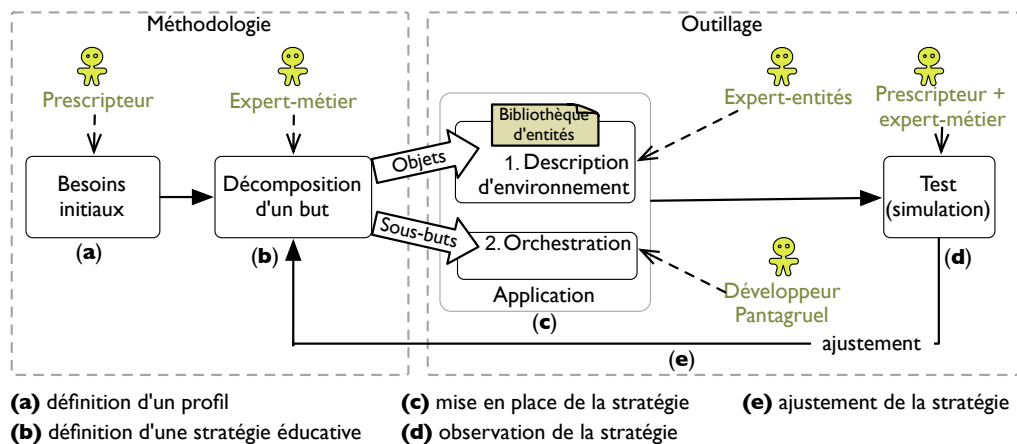 Méthodologie
Outillage
Prescripteur
Expert-métier
Expert-entités
Prescripteur +
expert-métier
Besoins
initiaux
(a)
Décomposition
d'un but
(b)
Objets
Sous-buts
Bibliothèque
d'entités
1. Description
d'environnement
2. Orchestration
Application
(c)
Développeur
Pantagruel
Test
(simulation)
(d)
ajustement
(e)
(a) définition d'un profil
(b) définition d'une stratégie éducative
(c) mise en place de la stratégie
(d) observation de la stratégie
(e) ajustement de la stratégie